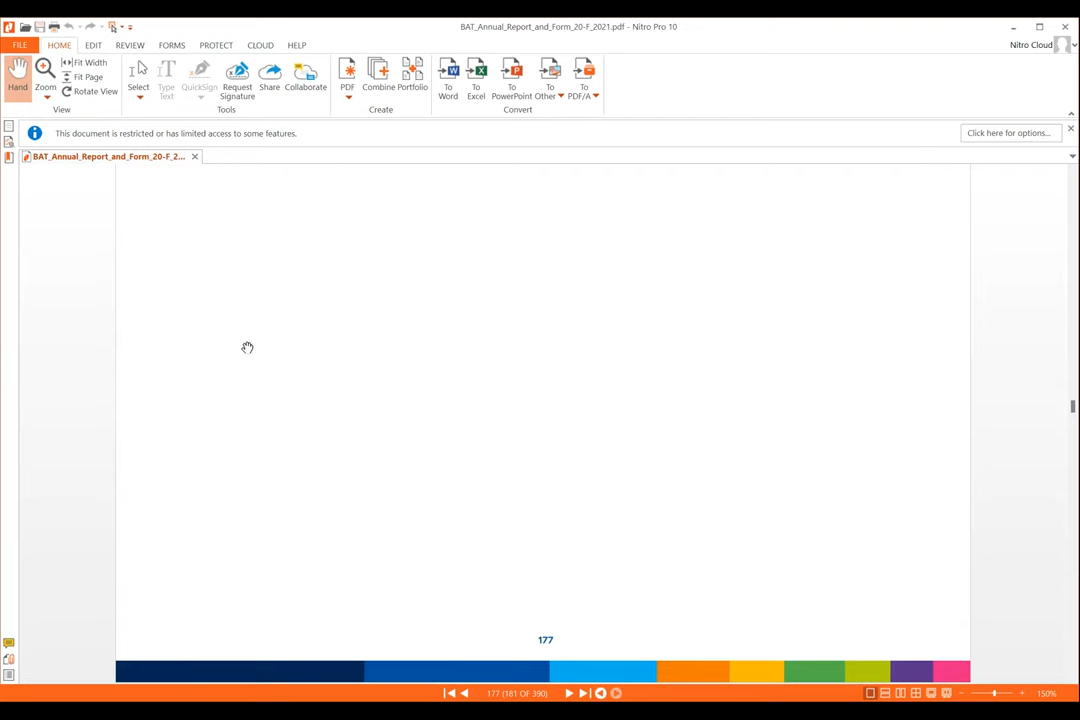 BAT_Annual_Report_and_Form_20-F_2021.pdf - Nitro Pro 10
FILE HOME EDIT REVIEW FORMS PROTECT CLOUD HELP
Nitro Cloud
Hand
Zoom
Fit Width
Fit Page
Rotate View
View
Select
Type Text
QuickSign
Request Signature
Share
Collaborate
Tools
PDF
Combine
Portfolio
Create
To Word
To Excel
To PowerPoint
To Other
To PDF/A
Convert
This document is restricted or has limited access to some features.
Click here for options...
BAT_Annual_Report_and_Form_20-F_2...
177
177 (181 OF 390)
150%